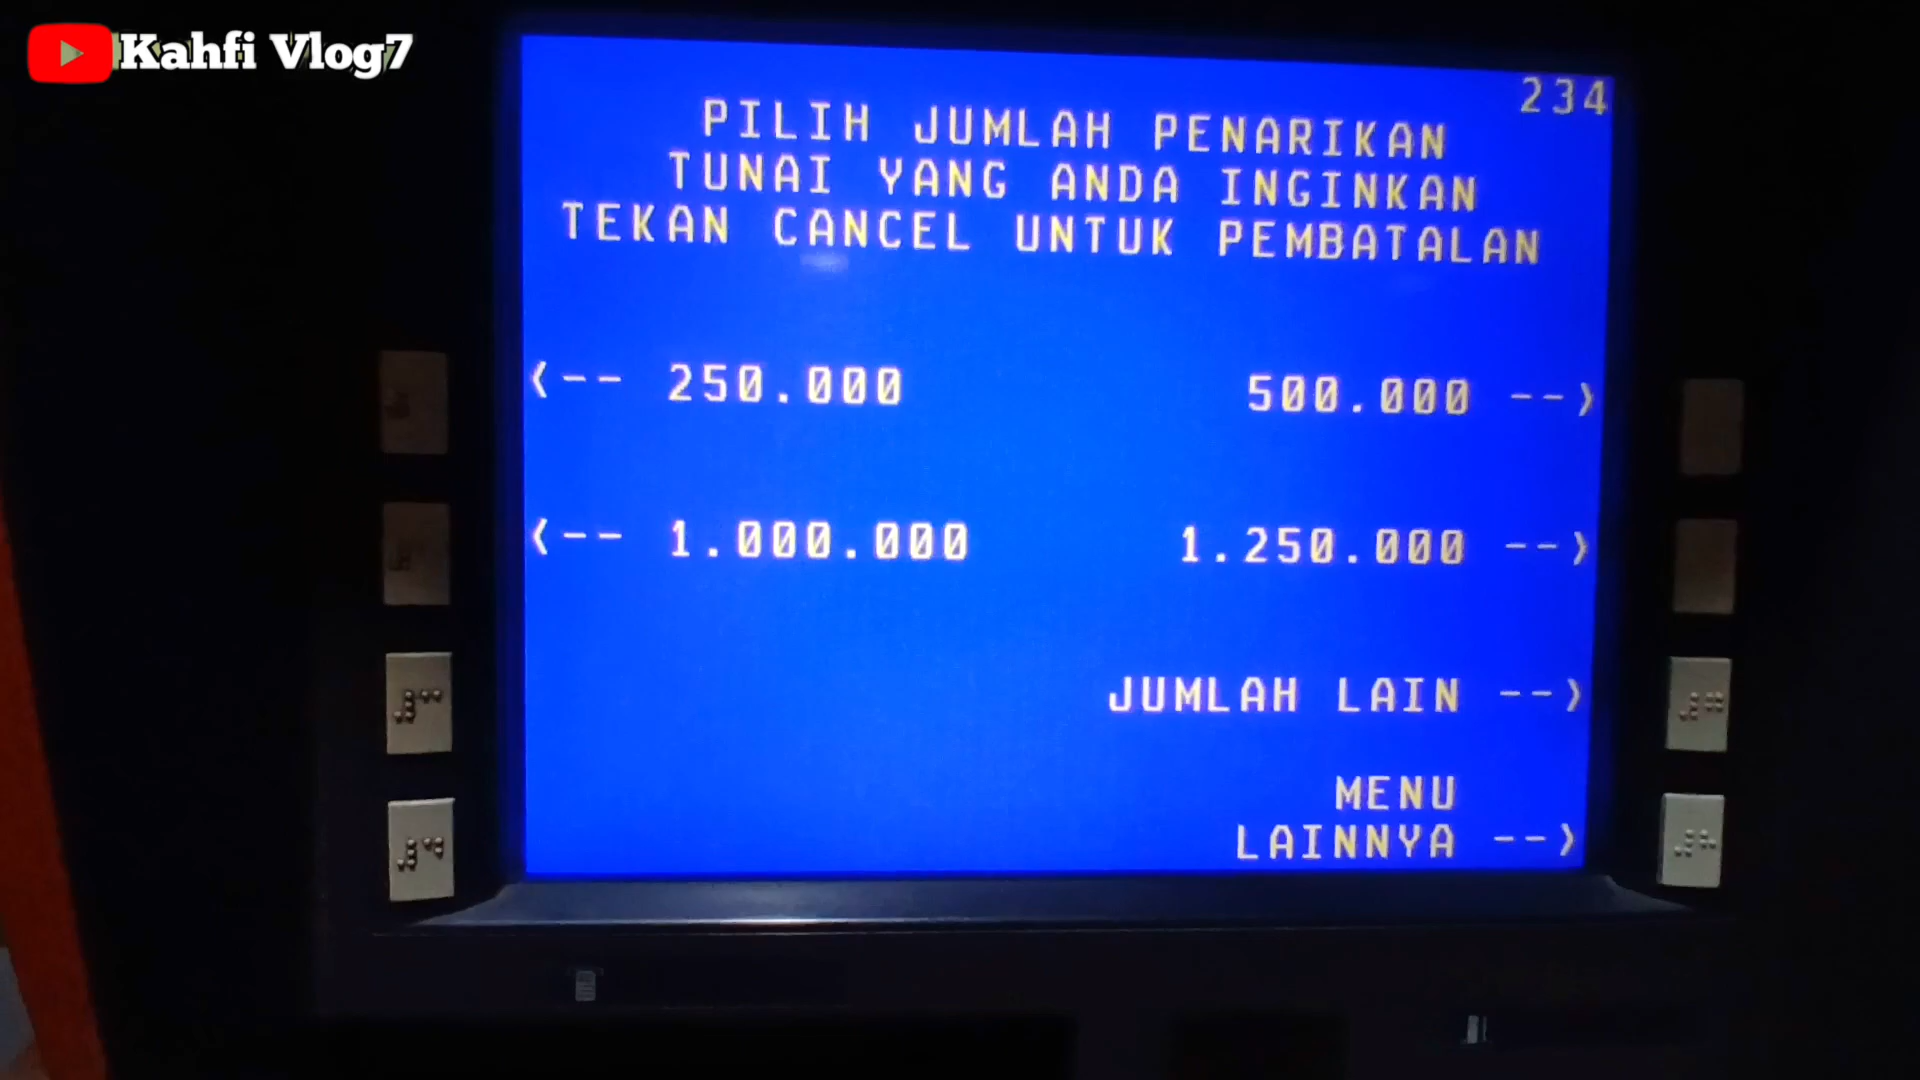 Kahfi Vlog7
234
PILIH JUMLAH PENARIKAN
TUNAI YANG ANDA INGINKAN
TEKAN CANCEL UNTUK PEMBATALAN
<-- 250.000
500.000 -->
<-- 1.000.000
1.250.000 -->
JUMLAH LAIN -->
MENU
LAINNYA -->